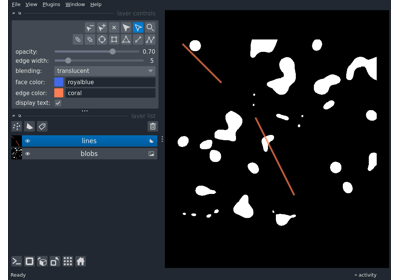 File View Plugins Window Help
layer controls
opacity: 0.70
edge width: 5
blending: translucent
face color: royalblue
edge color: coral
display text:
layer list
lines
blobs
Ready activity